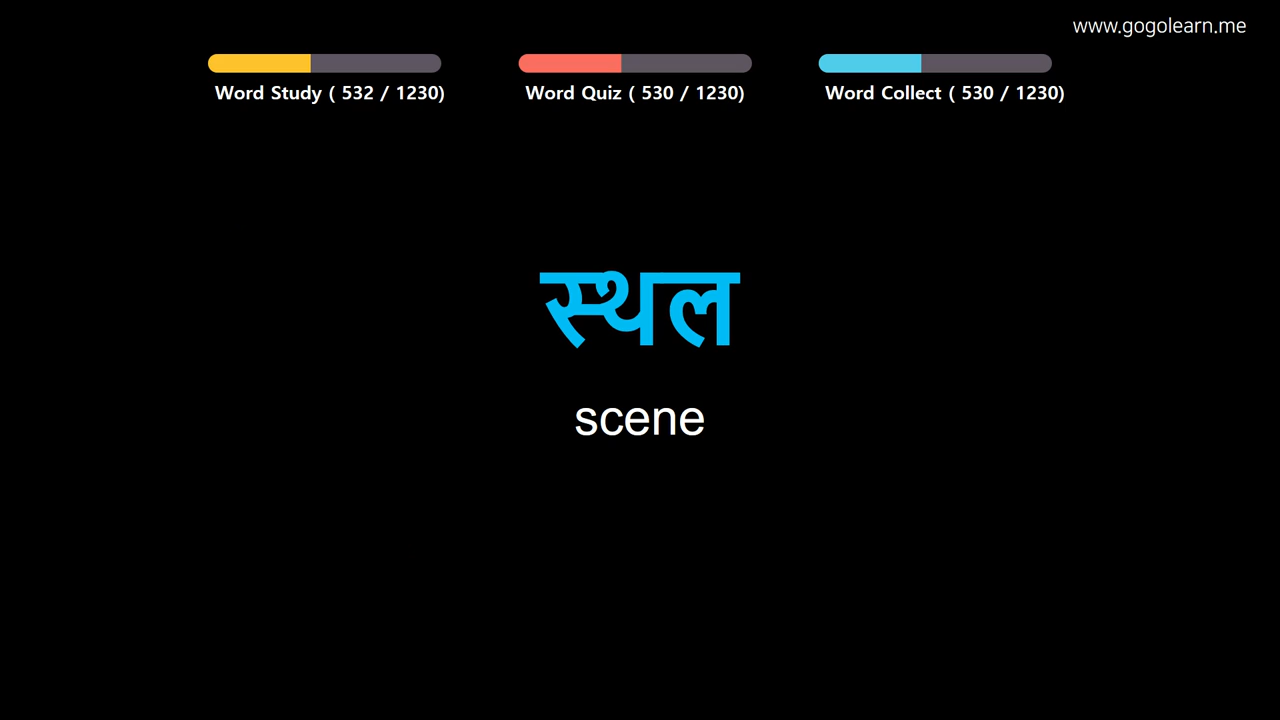 www.gogolearn.me
Word Study ( 532 / 1230)
Word Quiz ( 530 / 1230)
Word Collect ( 530 / 1230)
स्थल
scene